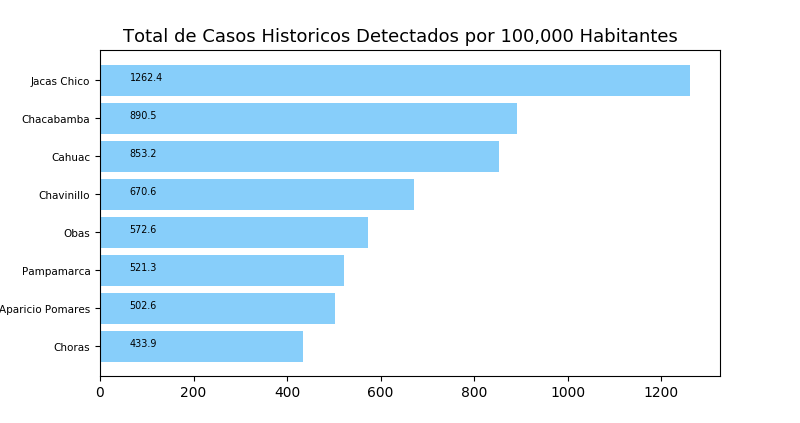 Total de Casos Historicos Detectados por 100,000 Habitantes
Jacas Chico 1262.4
Chacabamba 890.5
Cahuac 853.2
Chavinillo 670.6
Obas 572.6
Pampamarca 521.3
Aparicio Pomares 502.6
Choras 433.9
0 200 400 600 800 1000 1200